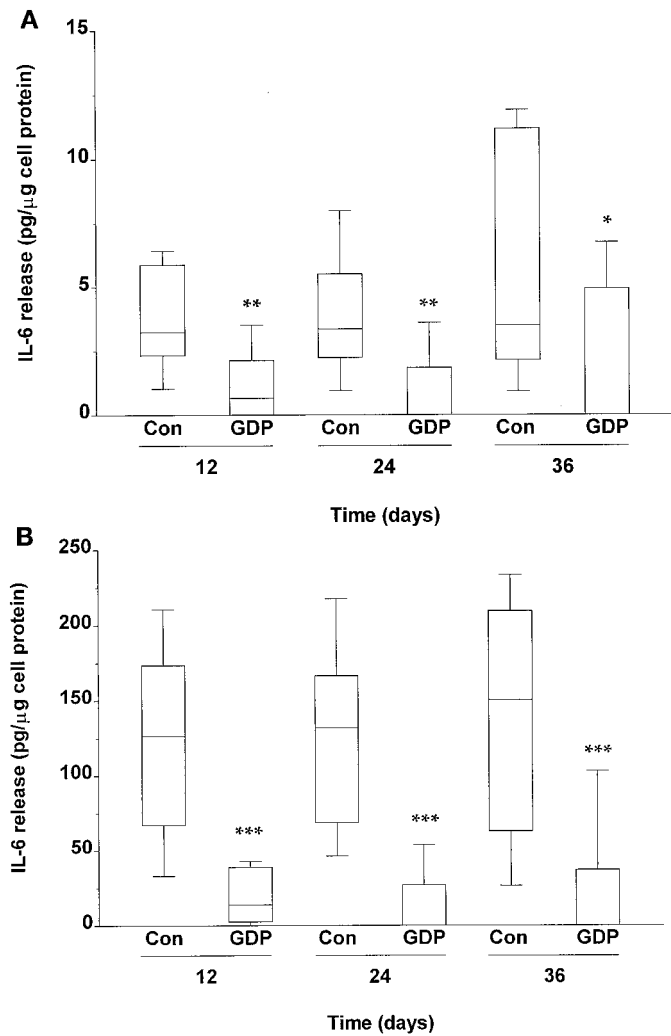 A
15
10
5
0
IL-6 release (pg/μg cell protein)
** ** *
Con GDP Con GDP Con GDP
12 24 36
Time (days)
B
250
200
150
100
50
0
IL-6 release (pg/μg cell protein)
*** *** ***
Con GDP Con GDP Con GDP
12 24 36
Time (days)